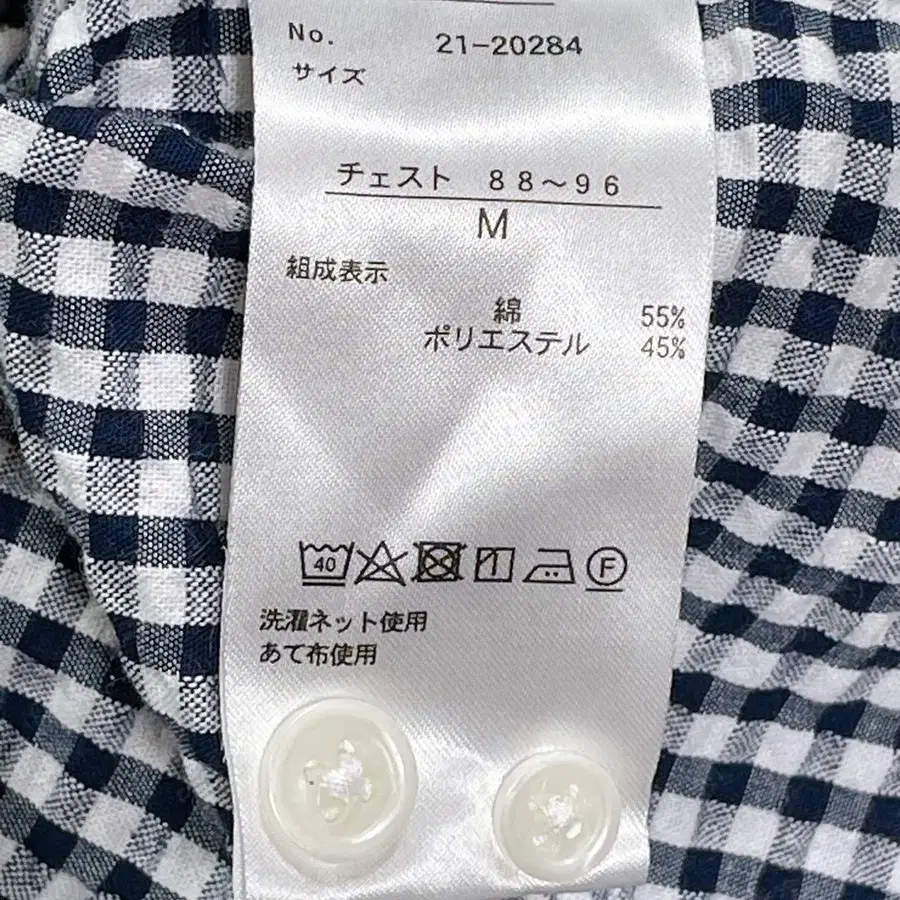 No. 21-20284
サイズ
チェスト 88～96
M
組成表示
綿 55%
ポリエステル 45%
40 F
洗濯ネット使用
あて布使用